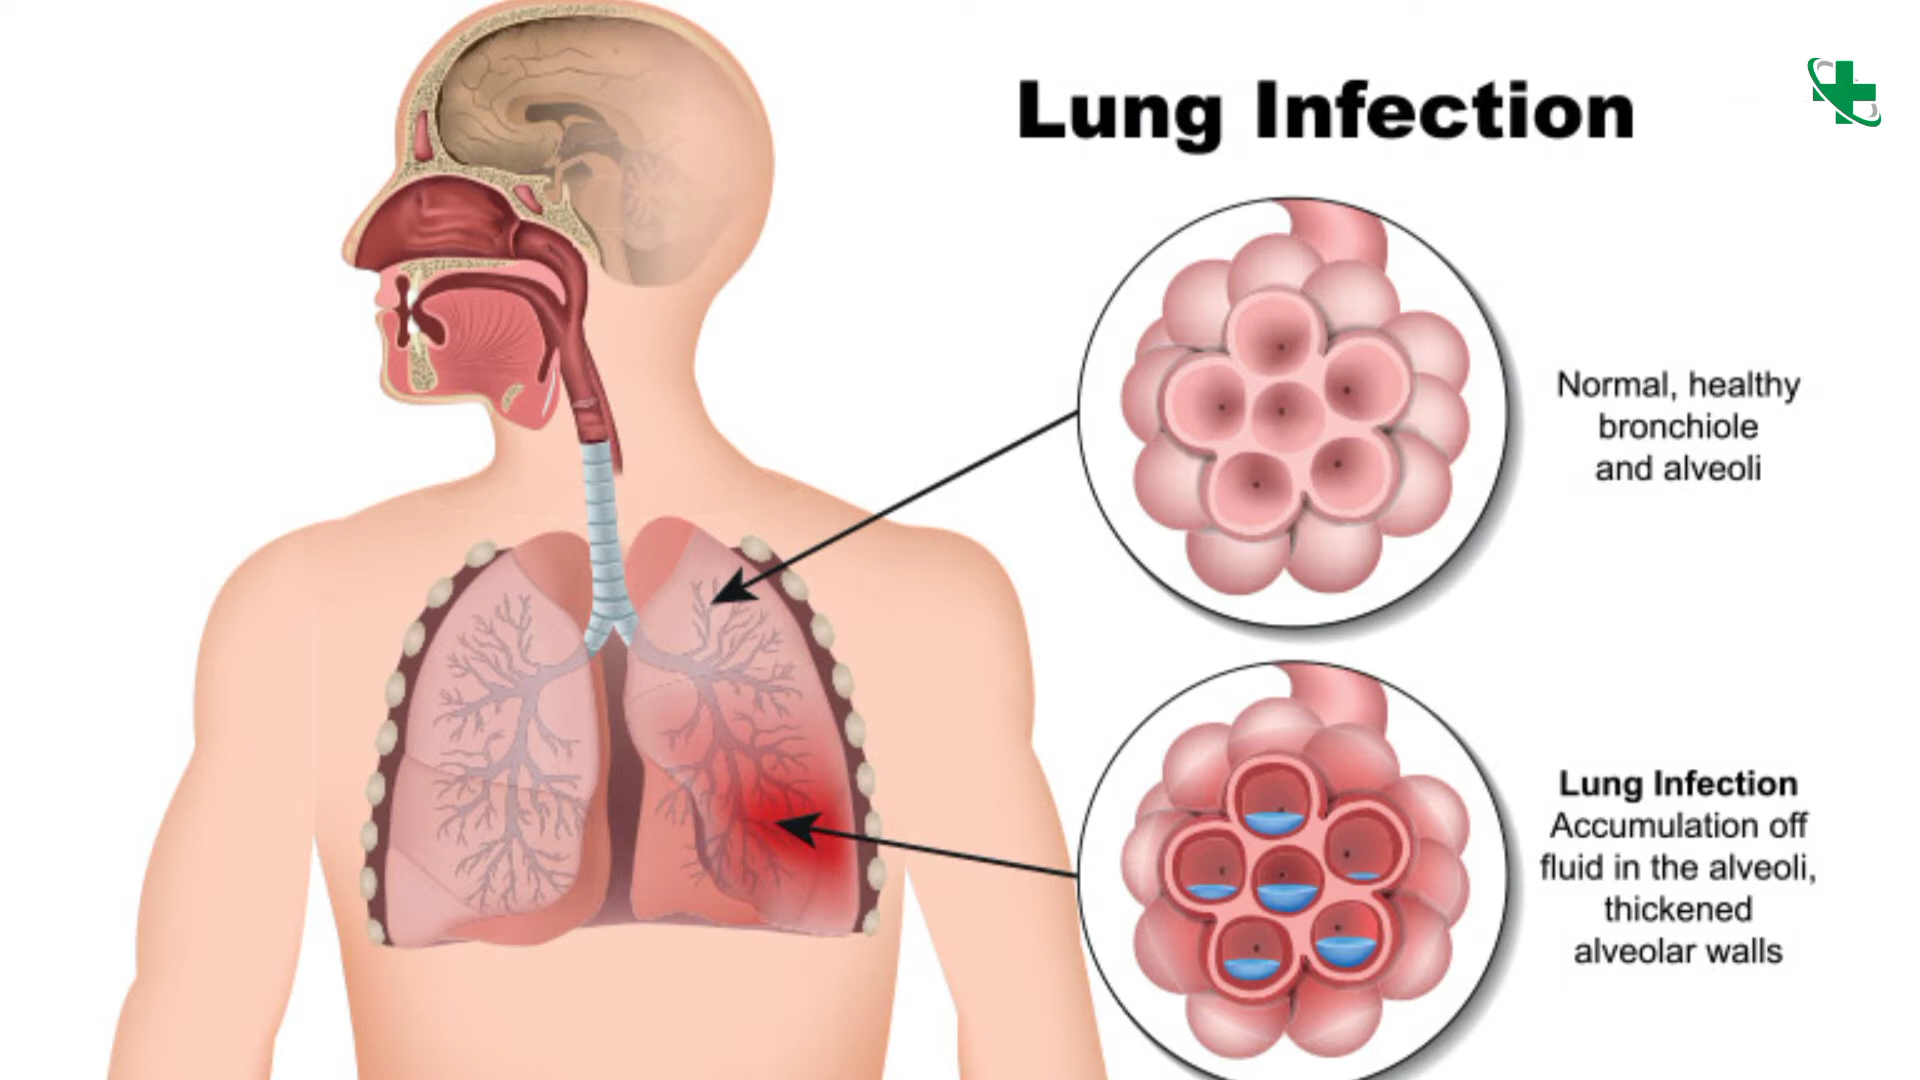 Lung Infection
Normal, healthy
bronchiole
and alveoli
Lung Infection
Accumulation off
fluid in the alveoli,
thickened
alveolar walls